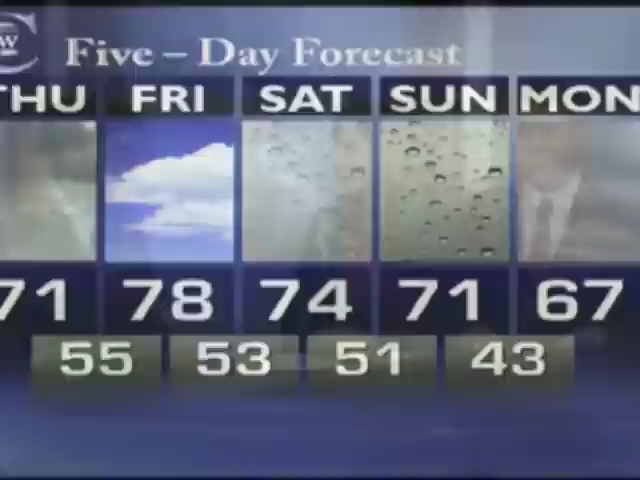 W
Five – Day Forecast
THU FRI SAT SUN MON
71 78 74 71 67
55 53 51 43